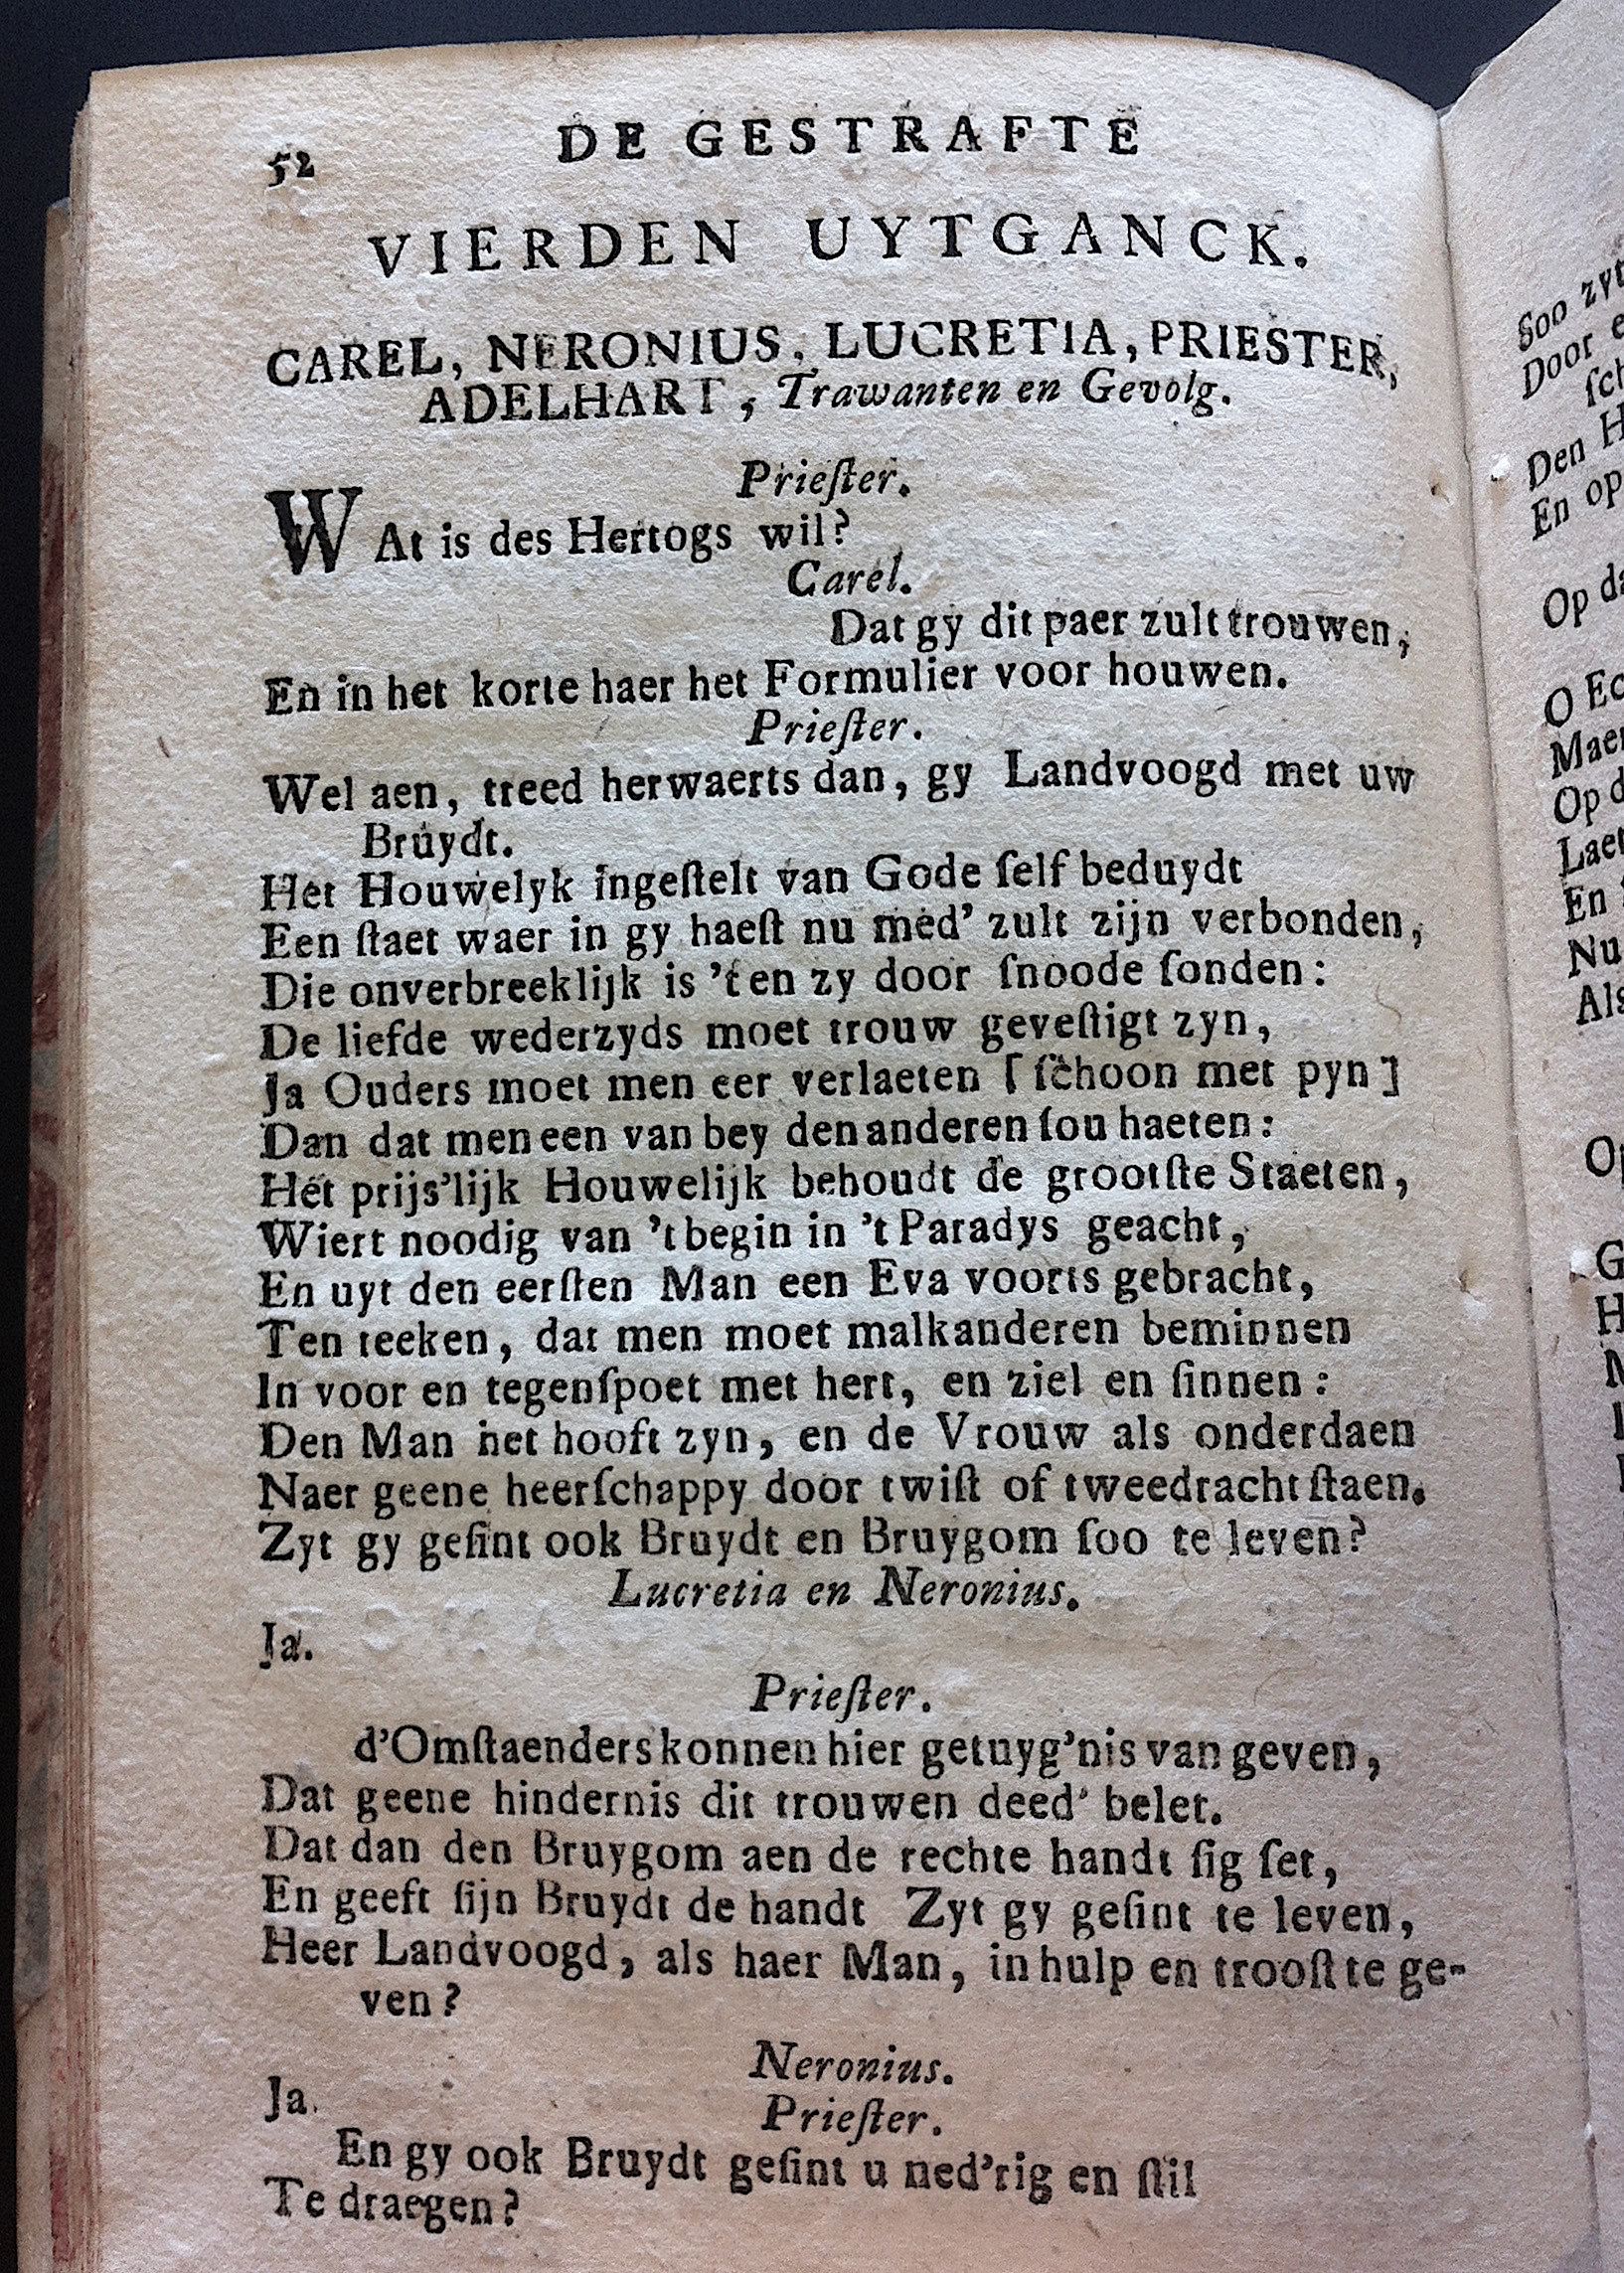 52 DE GESTRAFTE
VIERDEN UYTGANCK.
CAREL, NERONIUS, LUCRETIA, PRIESTER,
ADELHART, Trawanten en Gevolg.
Prieſter.
WAt is des Hertogs wil?
Carel.
Dat gy dit paer zult trouwen,
En in het korte haer het Formulier voor houwen.
Prieſter.
Wel aen, treed herwaerts dan, gy Landvoogd met uw
Bruydt.
Het Houwelyk ingeſtelt van Gode ſelf beduydt
Een ſtaet waer in gy haeſt nu med' zult zijn verbonden,
Die onverbreeklijk is 't en zy door ſnoode ſonden:
De liefde wederzyds moet trouw geveſtigt zyn,
Ja Ouders moet men eer verlaeten [ ſchoon met pyn ]
Dan dat men een van bey den anderen ſou haeten:
Het prijs'lijk Houwelijk behoudt de grootſte Staeten,
Wiert noodig van 't begin in 't Paradys geacht,
En uyt den eerſten Man een Eva voorts gebracht,
Ten teeken, dat men moet malkanderen beminnen
In voor en tegenſpoet met hert, en ziel en ſinnen:
Den Man het hooft zyn, en de Vrouw als onderdaen
Naer geene heerſchappy door twiſt of tweedracht ſtaen.
Zyt gy geſint ook Bruydt en Bruygom ſoo te leven?
Lucretia en Neronius.
Ja.
Prieſter.
d'Omſtaenders konnen hier getuyg'nis van geven,
Dat geene hindernis dit trouwen deed' belet.
Dat dan den Bruygom aen de rechte handt ſig ſet,
En geeft ſijn Bruydt de handt Zyt gy geſint te leven,
Heer Landvoogd, als haer Man, in hulp en trooſt te ge-
ven?
Neronius.
Ja.
Prieſter.
En gy ook Bruydt geſint u ned'rig en ſtil
Te draegen?
Soo zyt
Door
Den H
En op
Op
O
Op
En
Nu
Als